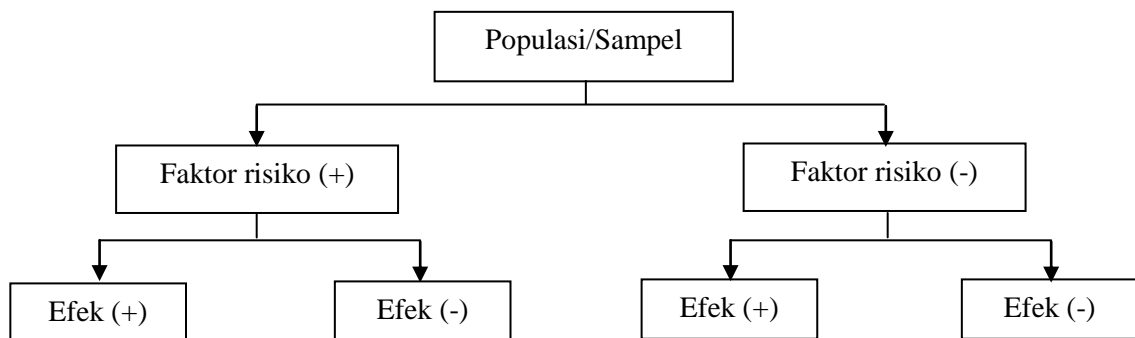 Populasi/Sampel
Faktor risiko (+)
Faktor risiko (-)
Efek (+)
Efek (-)
Efek (+)
Efek (-)